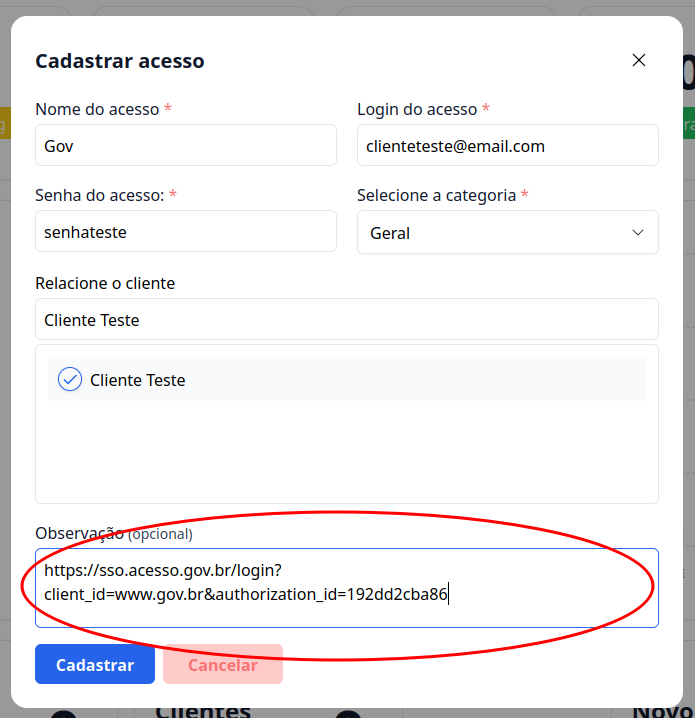 Cadastrar acesso
Nome do acesso *
Login do acesso *
Gov
clienteteste@email.com
Senha do acesso: *
Selecione a categoria *
senhateste
Geral
Relacione o cliente
Cliente Teste
Cliente Teste
Observação (opcional)
https://sso.acesso.gov.br/login?
client_id=www.gov.br&authorization_id=192dd2cba86
Cadastrar
Cancelar
Clientes
Novo